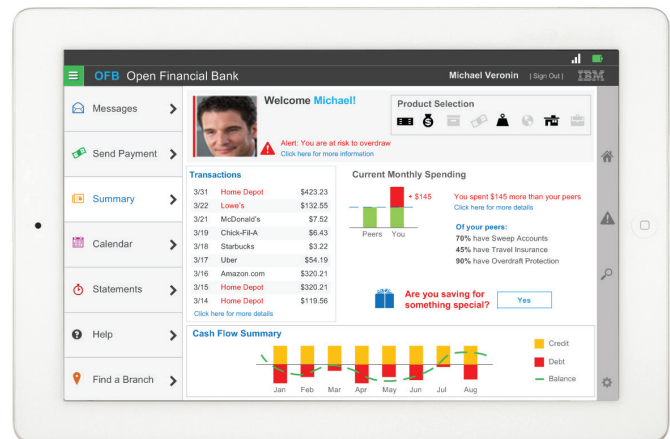 OFB Open Financial Bank
Michael Veronin | Sign Out |
IBM
Messages
Send Payment
Summary
Calendar
Statements
Help
Find a Branch
Welcome Michael!
Alert: You are at risk to overdraw
Click here for more information
Product Selection
Transactions
3/31 Home Depot $423.23
3/22 Lowe's $132.55
3/21 McDonald's $7.52
3/19 Chick-Fil-A $6.43
3/18 Starbucks $3.22
3/17 Uber $54.19
3/16 Amazon.com $320.21
3/15 Home Depot $320.21
3/14 Home Depot $119.56
Click here for more details
Current Monthly Spending
+ $145
Peers You
You spent $145 more than your peers
Click here for more details
Of your peers:
70% have Sweep Accounts
45% have Travel Insurance
90% have Overdraft Protection
Are you saving for
something special?
Yes
Cash Flow Summary
Jan Feb Mar Apr May Jun Jul Aug
Credit
Debt
Balance